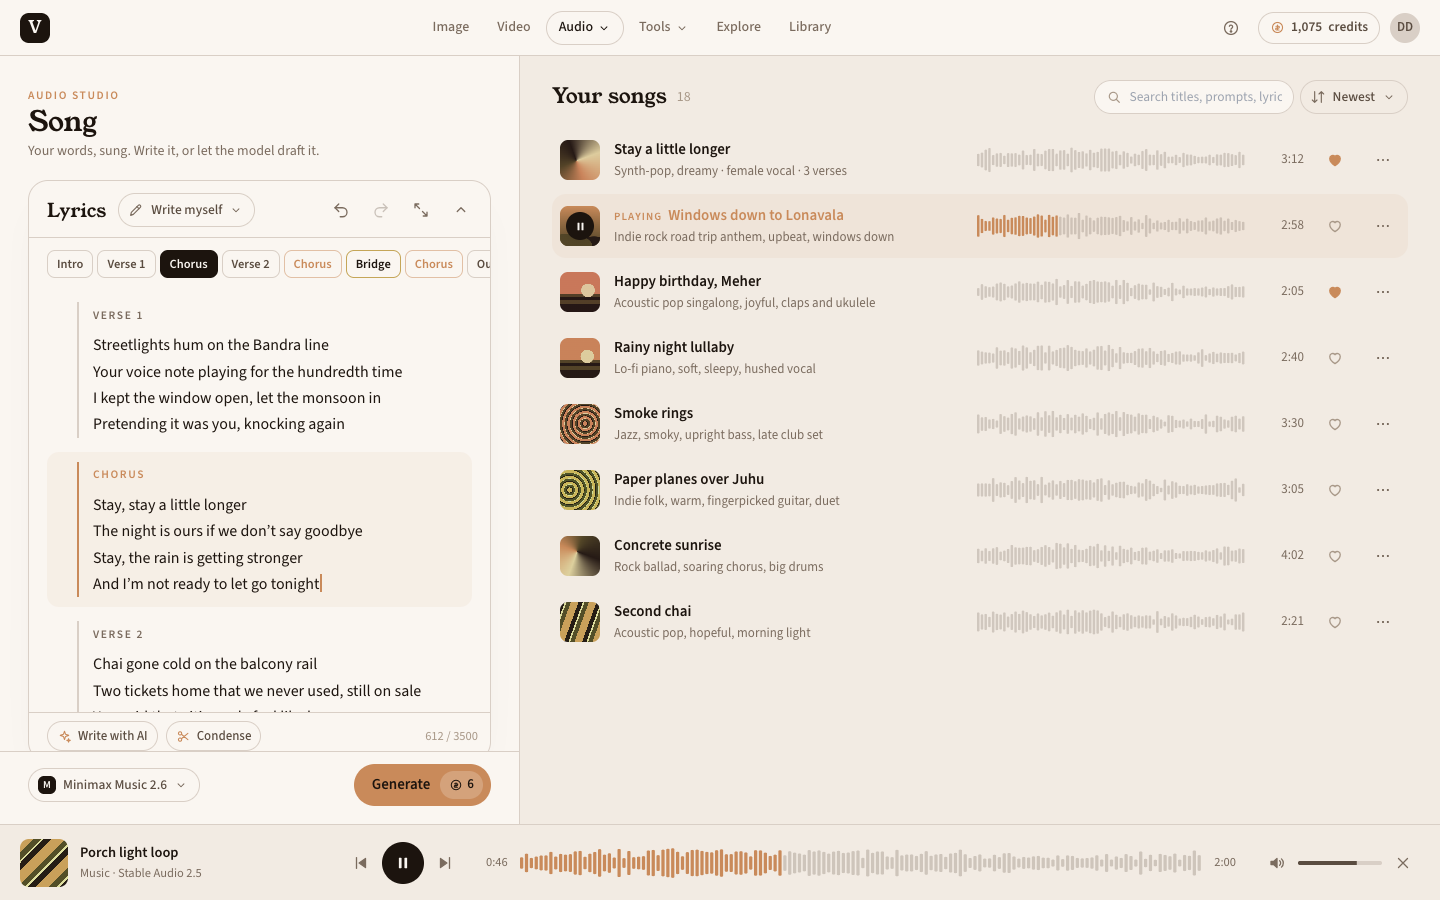 V
Image
Video
Audio
Tools
Explore
Library
1,075 credits
DD
AUDIO STUDIO
Song
Your words, sung. Write it, or let the model draft it.
Lyrics
Write myself
Intro
Verse 1
Chorus
Verse 2
Chorus
Bridge
Chorus
Ou
VERSE 1
Streetlights hum on the Bandra line
Your voice note playing for the hundredth time
I kept the window open, let the monsoon in
Pretending it was you, knocking again
CHORUS
Stay, stay a little longer
The night is ours if we don’t say goodbye
Stay, the rain is getting stronger
And I’m not ready to let go tonight
VERSE 2
Chai gone cold on the balcony rail
Two tickets home that we never used, still on sale
Write with AI
Condense
612 / 3500
M
Minimax Music 2.6
Generate
6
Your songs 18
Search titles, prompts, lyric
Newest
Stay a little longer
Synth-pop, dreamy · female vocal · 3 verses
3:12
PLAYING Windows down to Lonavala
Indie rock road trip anthem, upbeat, windows down
2:58
Happy birthday, Meher
Acoustic pop singalong, joyful, claps and ukulele
2:05
Rainy night lullaby
Lo-fi piano, soft, sleepy, hushed vocal
2:40
Smoke rings
Jazz, smoky, upright bass, late club set
3:30
Paper planes over Juhu
Indie folk, warm, fingerpicked guitar, duet
3:05
Concrete sunrise
Rock ballad, soaring chorus, big drums
4:02
Second chai
Acoustic pop, hopeful, morning light
2:21
Porch light loop
Music · Stable Audio 2.5
0:46
2:00